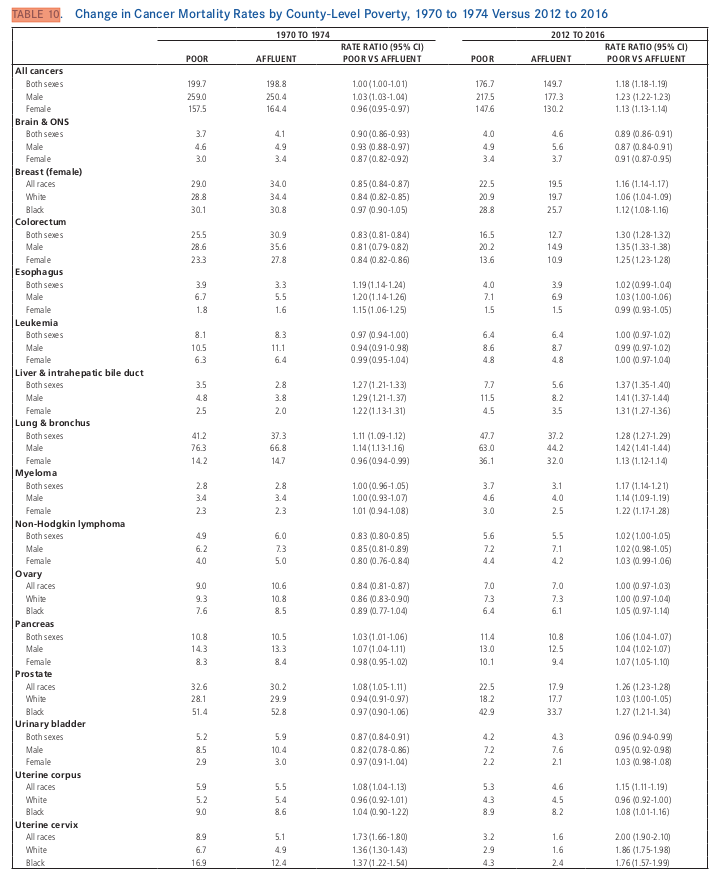 TABLE 10. Change in Cancer Mortality Rates by County-Level Poverty, 1970 to 1974 Versus 2012 to 2016
1970 TO 1974 2012 TO 2016
POOR AFFLUENT RATE RATIO (95% CI) POOR VS AFFLUENT POOR AFFLUENT RATE RATIO (95% CI) POOR VS AFFLUENT
All cancers
Both sexes 199.7 198.8 1.00 (1.00-1.01) 176.7 149.7 1.18 (1.18-1.19)
Male 259.0 250.4 1.03 (1.03-1.04) 217.5 177.3 1.23 (1.22-1.23)
Female 157.5 164.4 0.96 (0.95-0.97) 147.6 130.2 1.13 (1.13-1.14)
Brain & ONS
Both sexes 3.7 4.1 0.90 (0.86-0.93) 4.0 4.6 0.89 (0.86-0.91)
Male 4.6 4.9 0.93 (0.88-0.97) 4.9 5.6 0.87 (0.84-0.91)
Female 3.0 3.4 0.87 (0.82-0.92) 3.4 3.7 0.91 (0.87-0.95)
Breast (female)
All races 29.0 34.0 0.85 (0.84-0.87) 22.5 19.5 1.16 (1.14-1.17)
White 28.8 34.4 0.84 (0.82-0.85) 20.9 19.7 1.06 (1.04-1.09)
Black 30.1 30.8 0.97 (0.90-1.05) 28.8 25.7 1.12 (1.08-1.16)
Colorectum
Both sexes 25.5 30.9 0.83 (0.81-0.84) 16.5 12.7 1.30 (1.28-1.32)
Male 28.6 35.6 0.81 (0.79-0.82) 20.2 14.9 1.35 (1.33-1.38)
Female 23.3 27.8 0.84 (0.82-0.86) 13.6 10.9 1.25 (1.23-1.28)
Esophagus
Both sexes 3.9 3.3 1.19 (1.14-1.24) 4.0 3.9 1.02 (0.99-1.04)
Male 6.7 5.5 1.20 (1.14-1.26) 7.1 6.9 1.03 (1.00-1.06)
Female 1.8 1.6 1.15 (1.06-1.25) 1.5 1.5 0.99 (0.93-1.05)
Leukemia
Both sexes 8.1 8.3 0.97 (0.94-1.00) 6.4 6.4 1.00 (0.97-1.02)
Male 10.5 11.1 0.94 (0.91-0.98) 8.6 8.7 0.99 (0.97-1.02)
Female 6.3 6.4 0.99 (0.95-1.04) 4.8 4.8 1.00 (0.97-1.04)
Liver & intrahepatic bile duct
Both sexes 3.5 2.8 1.27 (1.21-1.33) 7.7 5.6 1.37 (1.35-1.40)
Male 4.8 3.8 1.29 (1.21-1.37) 11.5 8.2 1.41 (1.37-1.44)
Female 2.5 2.0 1.22 (1.13-1.31) 4.5 3.5 1.31 (1.27-1.36)
Lung & bronchus
Both sexes 41.2 37.3 1.11 (1.09-1.12) 47.7 37.2 1.28 (1.27-1.29)
Male 76.3 66.8 1.14 (1.13-1.16) 63.0 44.2 1.42 (1.41-1.44)
Female 14.2 14.7 0.96 (0.94-0.99) 36.1 32.0 1.13 (1.12-1.14)
Myeloma
Both sexes 2.8 2.8 1.00 (0.96-1.05) 3.7 3.1 1.17 (1.14-1.21)
Male 3.4 3.4 1.00 (0.93-1.07) 4.6 4.0 1.14 (1.09-1.19)
Female 2.3 2.3 1.01 (0.94-1.08) 3.0 2.5 1.22 (1.17-1.28)
Non-Hodgkin lymphoma
Both sexes 4.9 6.0 0.83 (0.80-0.85) 5.6 5.5 1.02 (1.00-1.05)
Male 6.2 7.3 0.85 (0.81-0.89) 7.2 7.1 1.02 (0.98-1.05)
Female 4.0 5.0 0.80 (0.76-0.84) 4.4 4.2 1.03 (0.99-1.06)
Ovary
All races 9.0 10.6 0.84 (0.81-0.87) 7.0 7.0 1.00 (0.97-1.03)
White 9.3 10.8 0.86 (0.83-0.90) 7.3 7.3 1.00 (0.97-1.04)
Black 7.6 8.5 0.89 (0.77-1.04) 6.4 6.1 1.05 (0.97-1.14)
Pancreas
Both sexes 10.8 10.5 1.03 (1.01-1.06) 11.4 10.8 1.06 (1.04-1.07)
Male 14.3 13.3 1.07 (1.04-1.11) 13.0 12.5 1.04 (1.02-1.07)
Female 8.3 8.4 0.98 (0.95-1.02) 10.1 9.4 1.07 (1.05-1.10)
Prostate
All races 32.6 30.2 1.08 (1.05-1.11) 22.5 17.9 1.26 (1.23-1.28)
White 28.1 29.9 0.94 (0.91-0.97) 18.2 17.7 1.03 (1.00-1.05)
Black 51.4 52.8 0.97 (0.90-1.06) 42.9 33.7 1.27 (1.21-1.34)
Urinary bladder
Both sexes 5.2 5.9 0.87 (0.84-0.91) 4.2 4.3 0.96 (0.94-0.99)
Male 8.5 10.4 0.82 (0.78-0.86) 7.2 7.6 0.95 (0.92-0.98)
Female 2.9 3.0 0.97 (0.91-1.04) 2.2 2.1 1.03 (0.98-1.08)
Uterine corpus
All races 5.9 5.5 1.08 (1.04-1.13) 5.3 4.6 1.15 (1.11-1.19)
White 5.2 5.4 0.96 (0.92-1.01) 4.3 4.5 0.96 (0.92-1.00)
Black 9.0 8.6 1.04 (0.90-1.22) 8.9 8.2 1.08 (1.01-1.16)
Uterine cervix
All races 8.9 5.1 1.73 (1.66-1.80) 3.2 1.6 2.00 (1.90-2.10)
White 6.7 4.9 1.36 (1.30-1.43) 2.9 1.6 1.86 (1.75-1.98)
Black 16.9 12.4 1.37 (1.22-1.54) 4.3 2.4 1.76 (1.57-1.99)